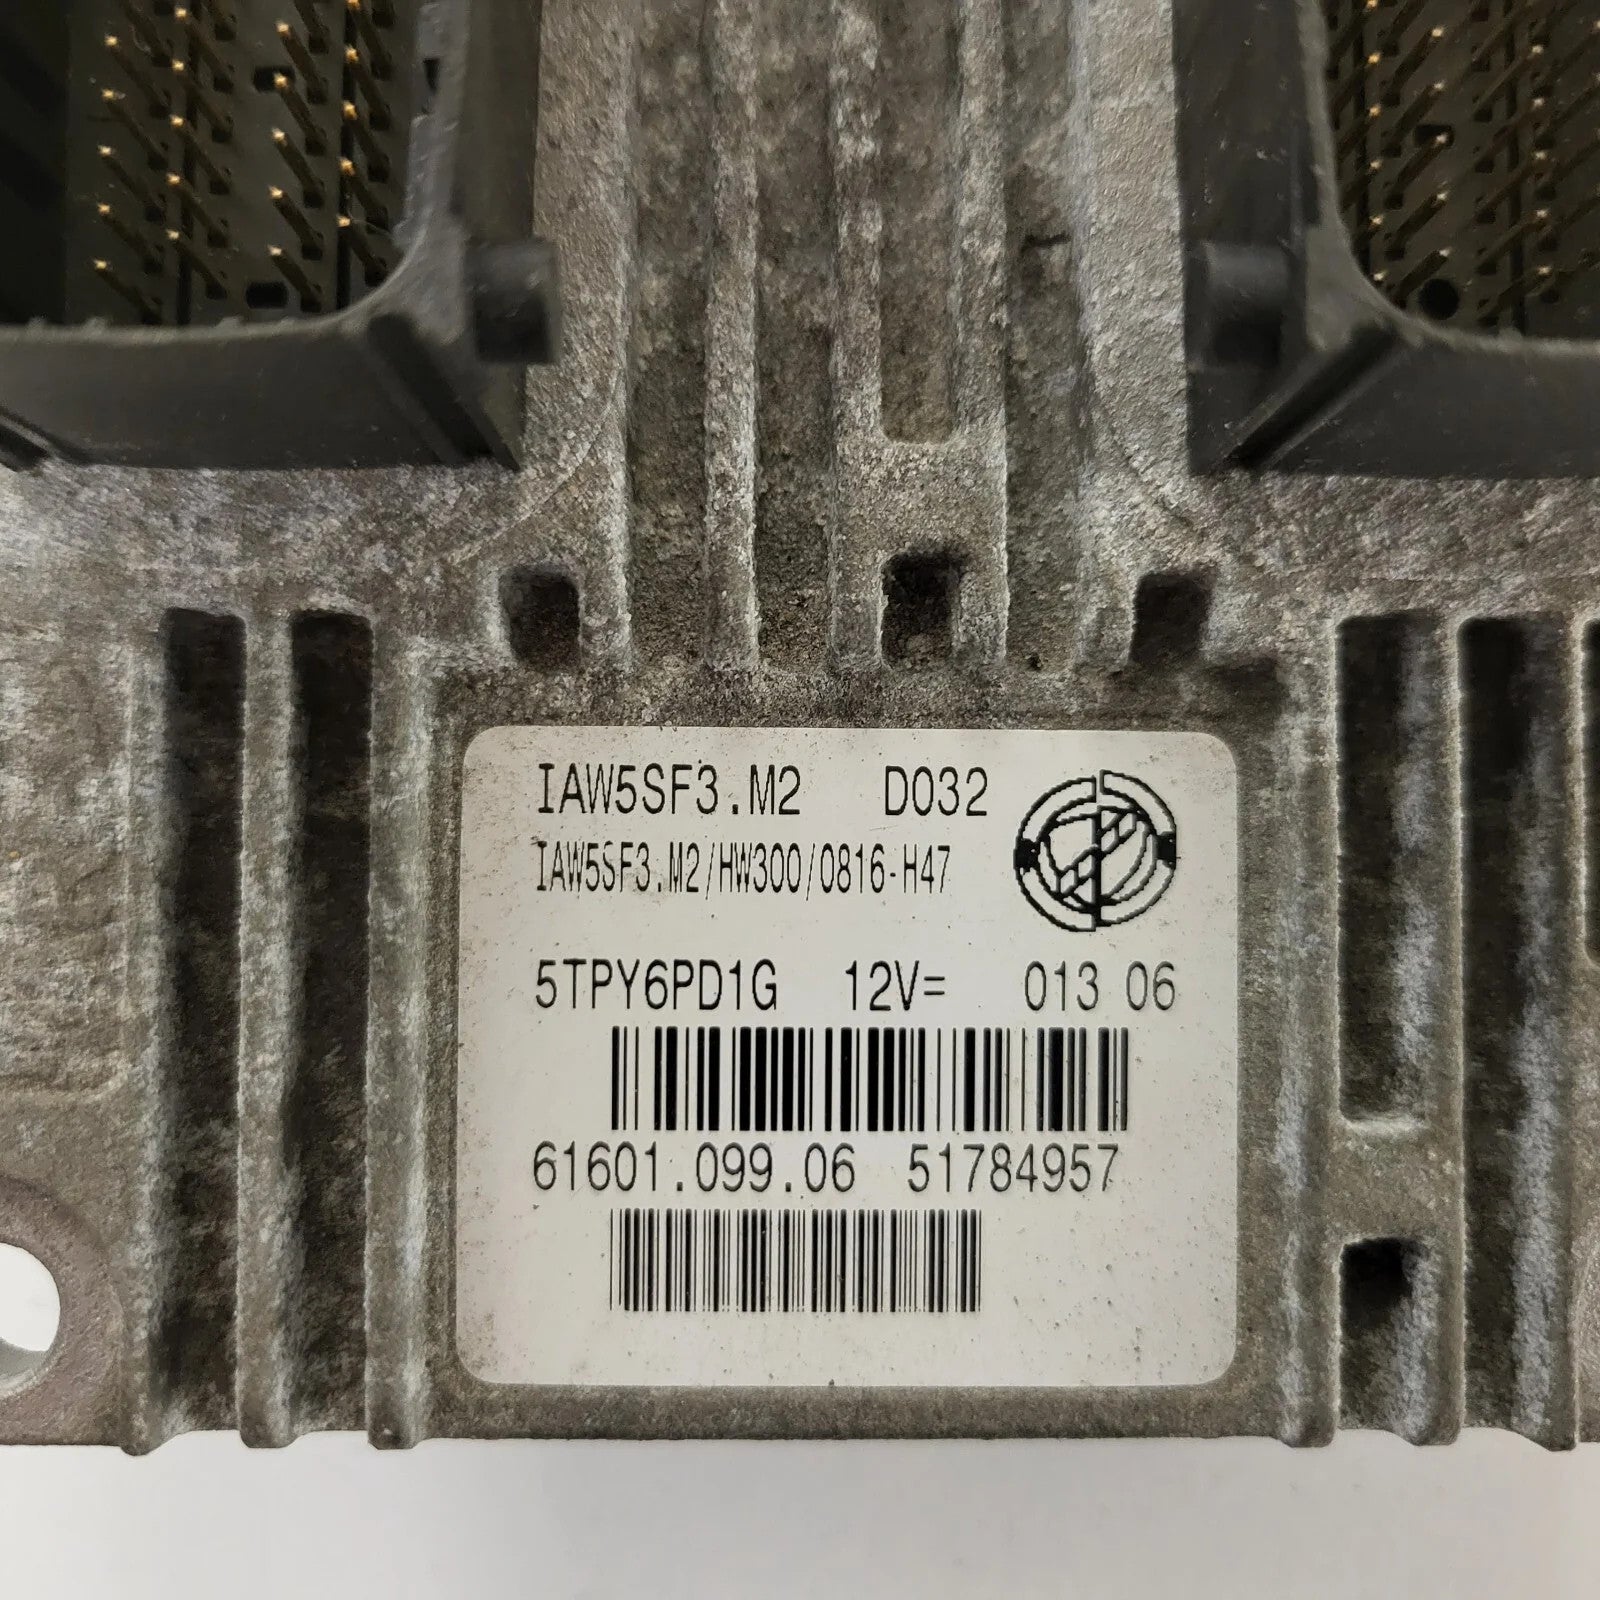 IAW5SF3.M2 D032
IAW5SF3.M2/HW300/0816-H47
5TPY6PD1G 12V= 013 06
61601.099.06 51784957